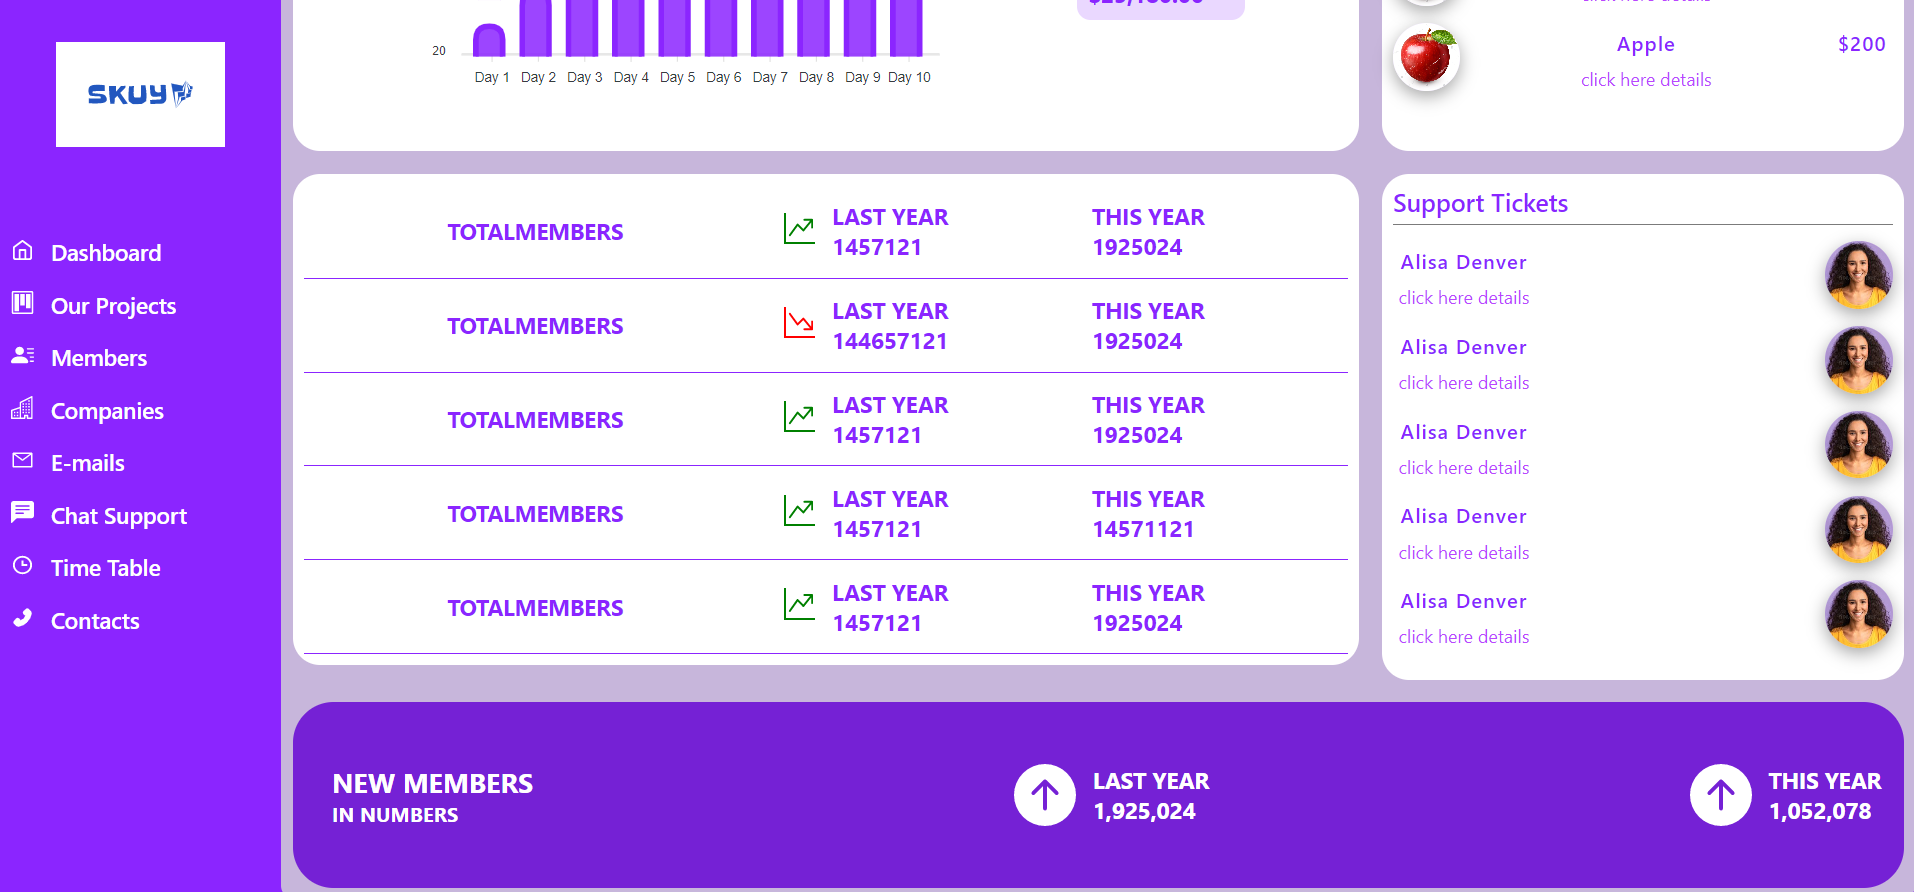 SKUY
Dashboard
Our Projects
Members
Companies
E-mails
Chat Support
Time Table
Contacts
20
Day 1 Day 2 Day 3 Day 4 Day 5 Day 6 Day 7 Day 8 Day 9 Day 10
Apple $200
click here details
TOTALMEMBERS
LAST YEAR
1457121
THIS YEAR
1925024
TOTALMEMBERS
LAST YEAR
144657121
THIS YEAR
1925024
TOTALMEMBERS
LAST YEAR
1457121
THIS YEAR
1925024
TOTALMEMBERS
LAST YEAR
1457121
THIS YEAR
14571121
TOTALMEMBERS
LAST YEAR
1457121
THIS YEAR
1925024
Support Tickets
Alisa Denver
click here details
Alisa Denver
click here details
Alisa Denver
click here details
Alisa Denver
click here details
Alisa Denver
click here details
NEW MEMBERS
IN NUMBERS
LAST YEAR
1,925,024
THIS YEAR
1,052,078